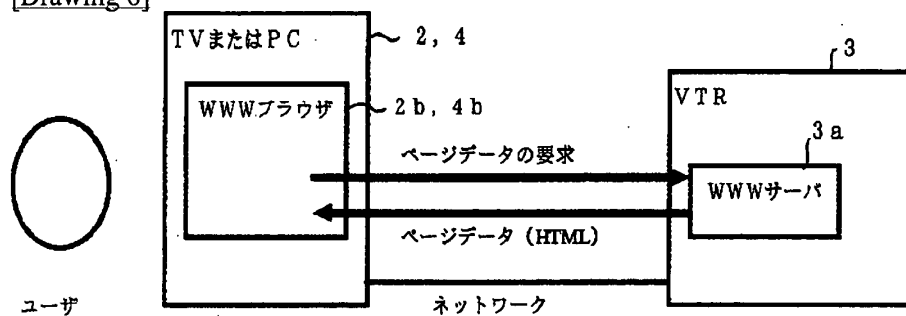 [Drawing 6]
TVまたはPC
2, 4
3
VTR
WWWブラウザ
2b, 4b
3a
ページデータの要求
WWWサーバ
ページデータ (HTML)
ユーザ
ネットワーク